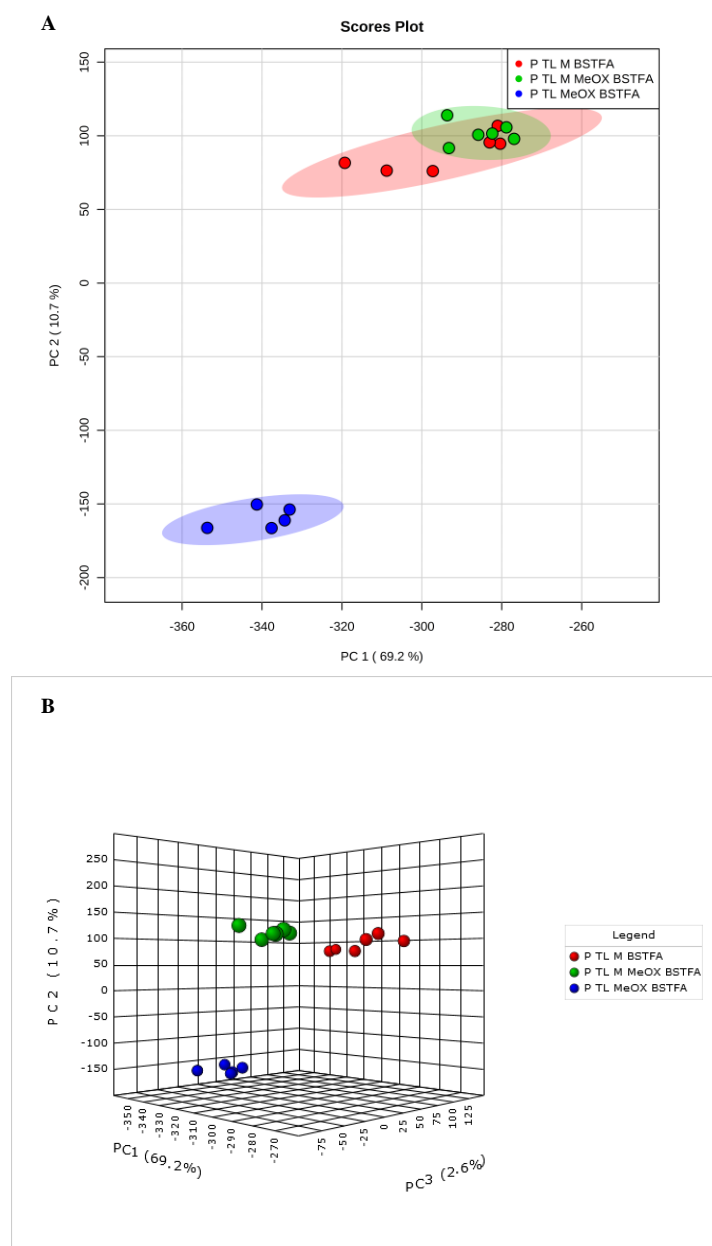 A
Scores Plot
P TL M BSTFA
P TL M MeOX BSTFA
P TL MeOX BSTFA
150
100
50
0
-50
-100
-150
-200
PC 2 ( 10.7 %)
-360
-340
-320
-300
-280
-260
PC 1 ( 69.2 %)
B
250
200
150
100
50
0
-50
-100
-150
PC2 (10.7%)
-350
-340
-330
-320
-310
-300
-290
-280
-270
PC1 (69.2%)
-75
-50
-25
0
25
50
75
100
125
PC3 (2.6%)
Legend
P TL M BSTFA
P TL M MeOX BSTFA
P TL MeOX BSTFA